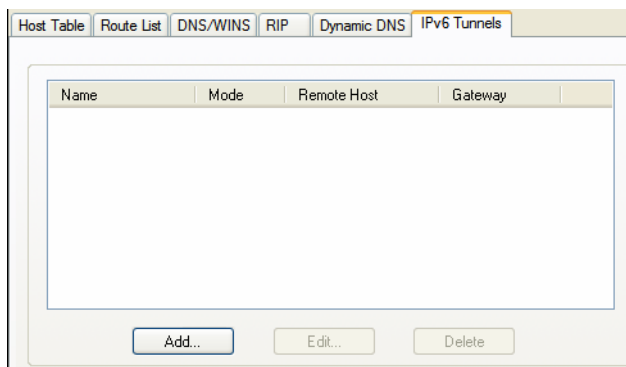 Host Table Route List DNS/WINS RIP Dynamic DNS IPv6 Tunnels
Name Mode Remote Host Gateway
Add... Edit... Delete